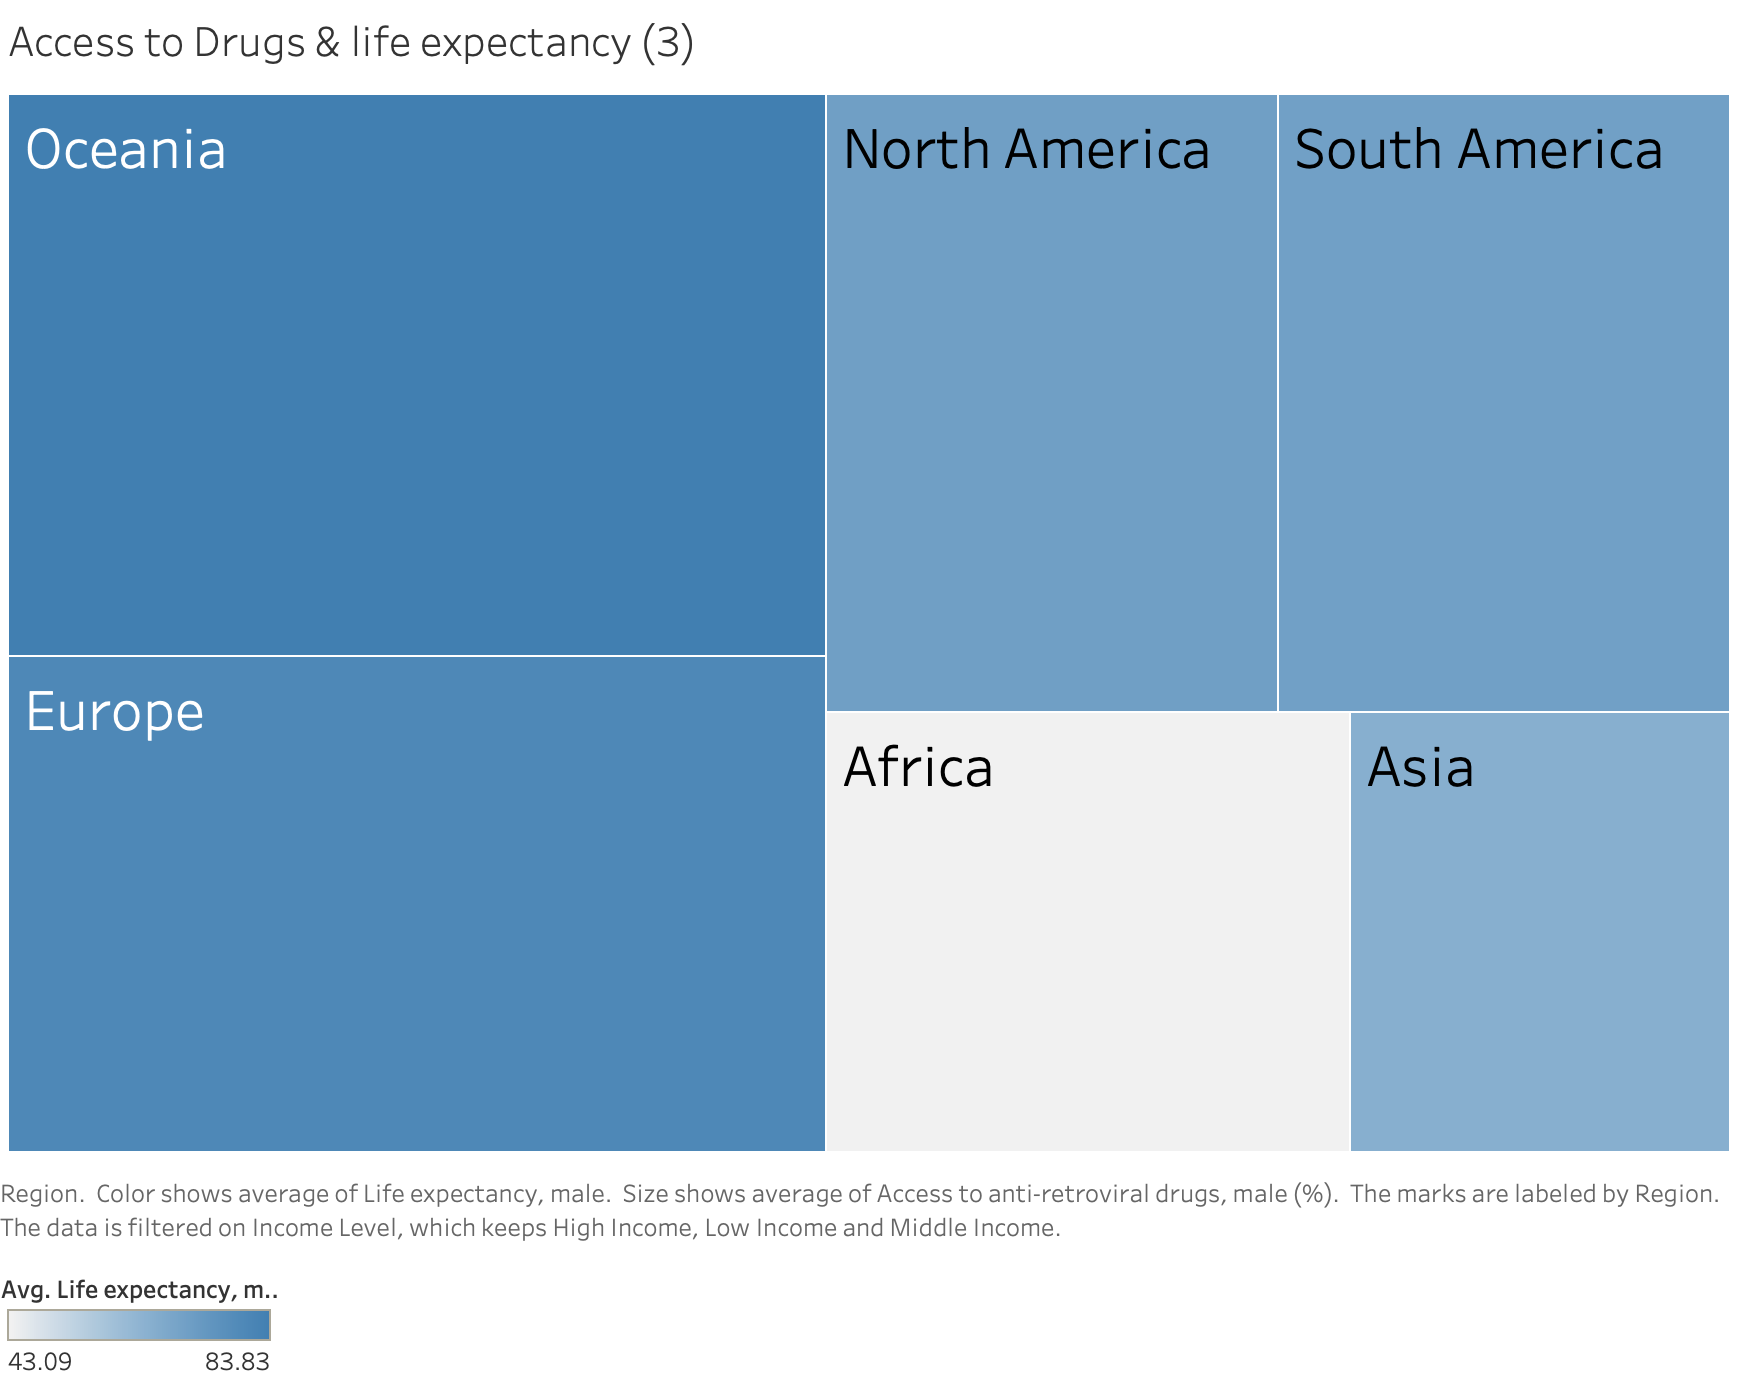 Access to Drugs & life expectancy (3)
Oceania
North America
South America
Europe
Africa
Asia
Region.  Color shows average of Life expectancy, male.  Size shows average of Access to anti-retroviral drugs, male (%).  The marks are labeled by Region.
The data is filtered on Income Level, which keeps High Income, Low Income and Middle Income.
Avg. Life expectancy, m..
43.09
83.83